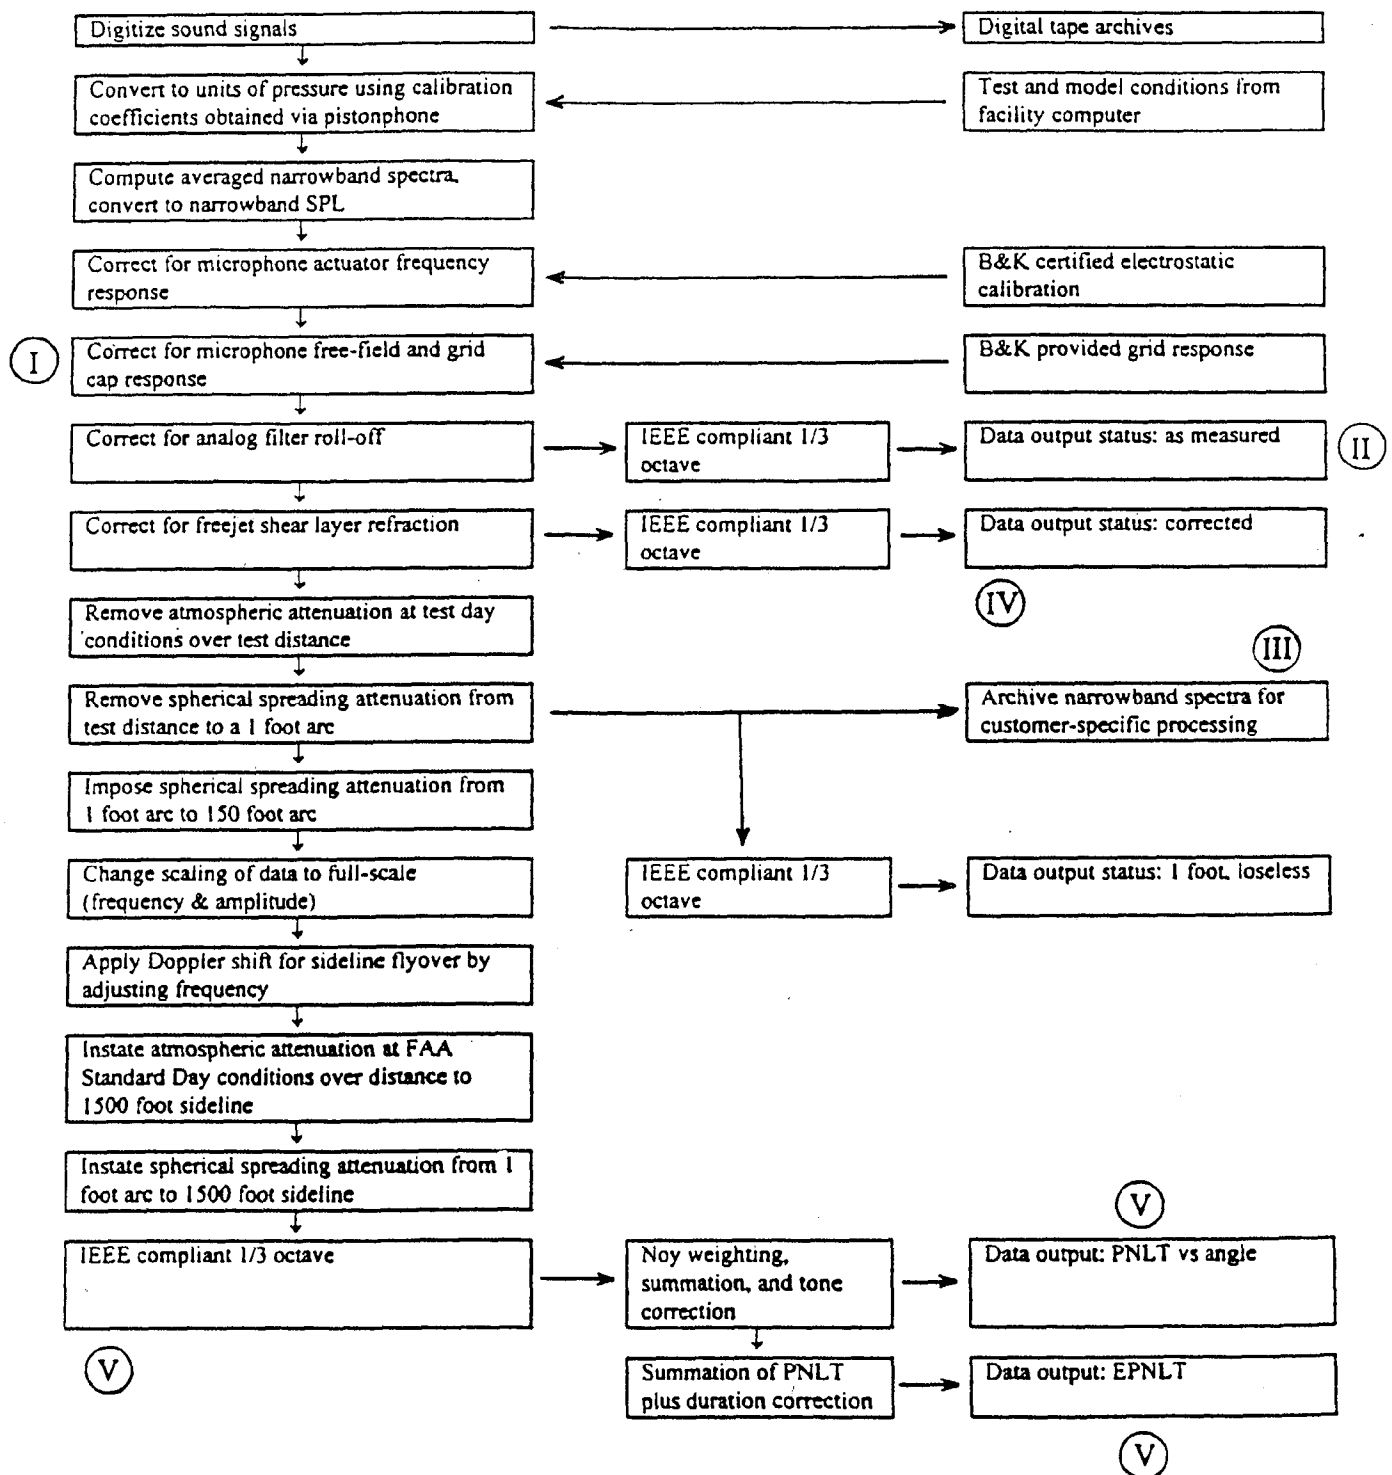 Digitize sound signals
Digital tape archives
Convert to units of pressure using calibration
coefficients obtained via pistonphone
Test and model conditions from
facility computer
Compute averaged narrowband spectra,
convert to narrowband SPL
Correct for microphone actuator frequency
response
B&K certified electrostatic
calibration
I
Correct for microphone free-field and grid
cap response
B&K provided grid response
Correct for analog filter roll-off
IEEE compliant 1/3
octave
Data output status: as measured
II
Correct for freejet shear layer refraction
IEEE compliant 1/3
octave
Data output status: corrected
IV
Remove atmospheric attenuation at test day
conditions over test distance
III
Remove spherical spreading attenuation from
test distance to a 1 foot arc
Archive narrowband spectra for
customer-specific processing
Impose spherical spreading attenuation from
1 foot arc to 150 foot arc
Change scaling of data to full-scale
(frequency & amplitude)
IEEE compliant 1/3
octave
Data output status: 1 foot, loseless
Apply Doppler shift for sideline flyover by
adjusting frequency
Instate atmospheric attenuation at FAA
Standard Day conditions over distance to
1500 foot sideline
Instate spherical spreading attenuation from 1
foot arc to 1500 foot sideline
V
IEEE compliant 1/3 octave
Noy weighting,
summation, and tone
correction
Data output: PNLT vs angle
V
Summation of PNLT
plus duration correction
Data output: EPNLT
V